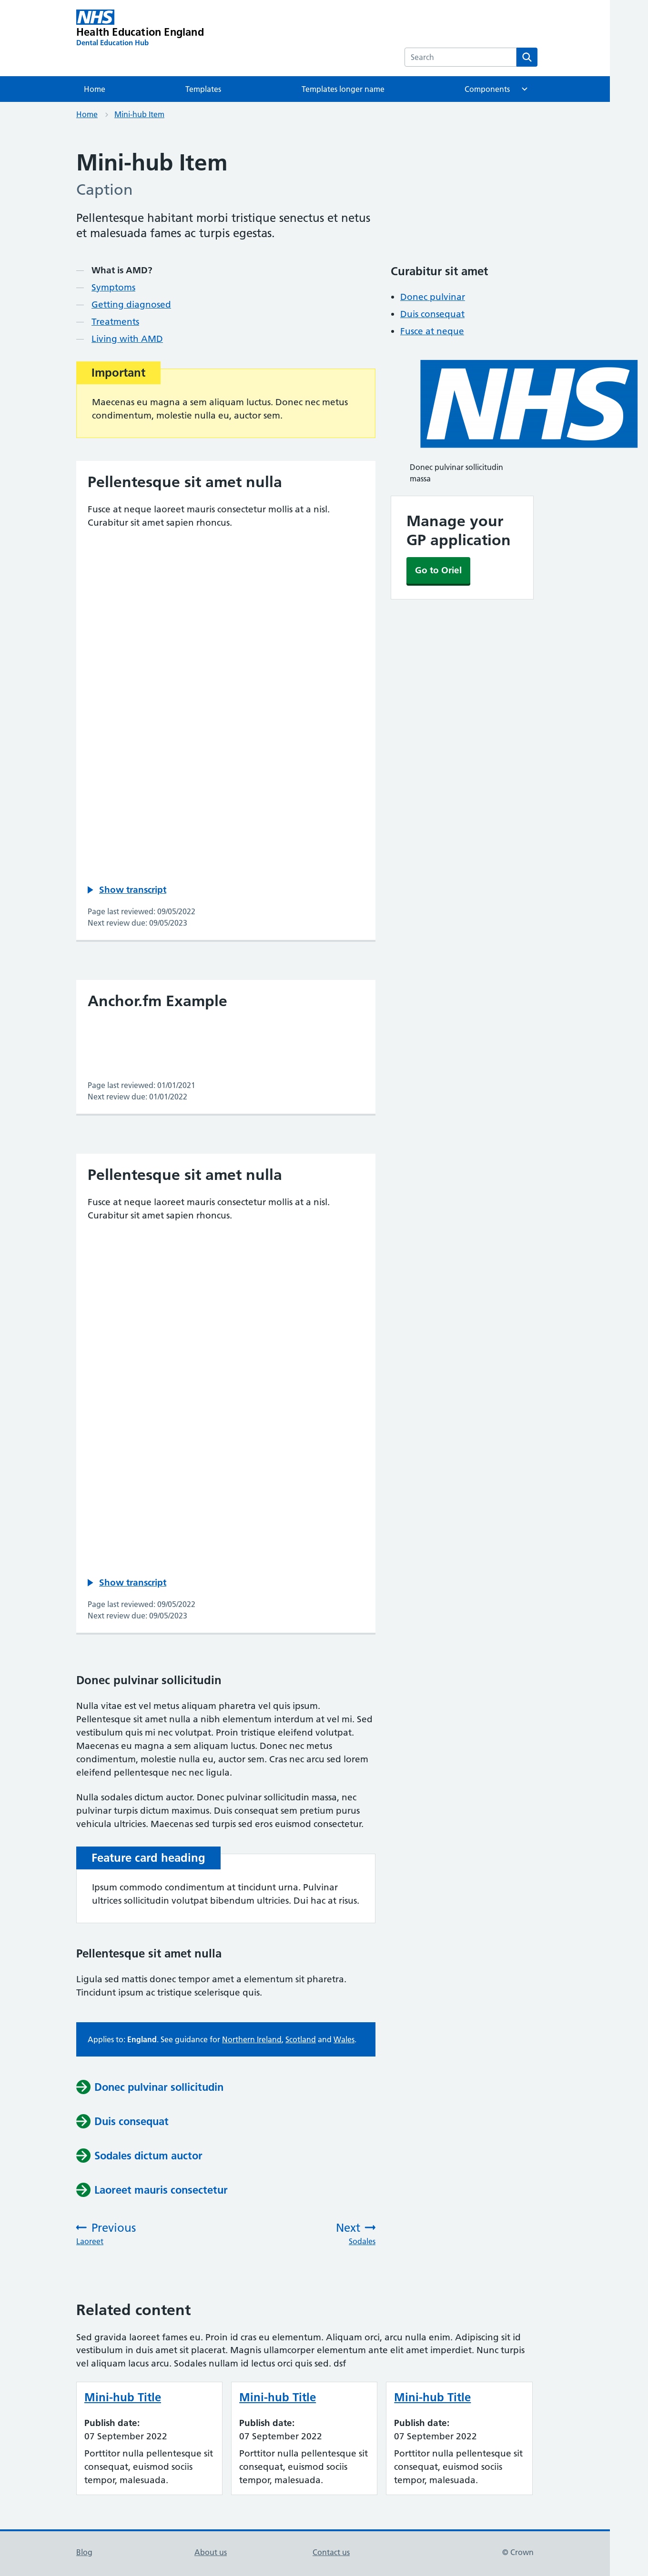 NHS
Health Education England
Dental Education Hub
Search
Home
Templates
Templates longer name
Components
Home
Mini-hub Item
Mini-hub Item
Caption
Pellentesque habitant morbi tristique senectus et netus
et malesuada fames ac turpis egestas.
What is AMD?
Symptoms
Getting diagnosed
Treatments
Living with AMD
Important
Maecenas eu magna a sem aliquam luctus. Donec nec metus
condimentum, molestie nulla eu, auctor sem.
Pellentesque sit amet nulla
Fusce at neque laoreet mauris consectetur mollis at a nisl.
Curabitur sit amet sapien rhoncus.
Show transcript
Page last reviewed: 09/05/2022
Next review due: 09/05/2023
Anchor.fm Example
Page last reviewed: 01/01/2021
Next review due: 01/01/2022
Pellentesque sit amet nulla
Fusce at neque laoreet mauris consectetur mollis at a nisl.
Curabitur sit amet sapien rhoncus.
Show transcript
Page last reviewed: 09/05/2022
Next review due: 09/05/2023
Donec pulvinar sollicitudin
Nulla vitae est vel metus aliquam pharetra vel quis ipsum.
Pellentesque sit amet nulla a nibh elementum interdum at vel mi. Sed
vestibulum quis mi nec volutpat. Proin tristique eleifend volutpat.
Maecenas eu magna a sem aliquam luctus. Donec nec metus
condimentum, molestie nulla eu, auctor sem. Cras nec arcu sed lorem
eleifend pellentesque nec nec ligula.
Nulla sodales dictum auctor. Donec pulvinar sollicitudin massa, nec
pulvinar turpis dictum maximus. Duis consequat sem pretium purus
vehicula ultricies. Maecenas sed turpis sed eros euismod consectetur.
Feature card heading
Ipsum commodo condimentum at tincidunt urna. Pulvinar
ultrices sollicitudin volutpat bibendum ultricies. Dui hac at risus.
Pellentesque sit amet nulla
Ligula sed mattis donec tempor amet a elementum sit pharetra.
Tincidunt ipsum ac tristique scelerisque quis.
Applies to: England. See guidance for Northern Ireland, Scotland and Wales.
Donec pulvinar sollicitudin
Duis consequat
Sodales dictum auctor
Laoreet mauris consectetur
Previous
Laoreet
Next
Sodales
Curabitur sit amet
Donec pulvinar
Duis consequat
Fusce at neque
NHS
Donec pulvinar sollicitudin
massa
Manage your
GP application
Go to Oriel
Related content
Sed gravida laoreet fames eu. Proin id cras eu elementum. Aliquam orci, arcu nulla enim. Adipiscing sit id
vestibulum in duis amet sit placerat. Magnis ullamcorper elementum ante elit amet imperdiet. Nunc turpis
vel aliquam lacus arcu. Sodales nullam id lectus orci quis sed. dsf
Mini-hub Title
Publish date:
07 September 2022
Porttitor nulla pellentesque sit
consequat, euismod sociis
tempor, malesuada.
Mini-hub Title
Publish date:
07 September 2022
Porttitor nulla pellentesque sit
consequat, euismod sociis
tempor, malesuada.
Mini-hub Title
Publish date:
07 September 2022
Porttitor nulla pellentesque sit
consequat, euismod sociis
tempor, malesuada.
Blog
About us
Contact us
© Crown